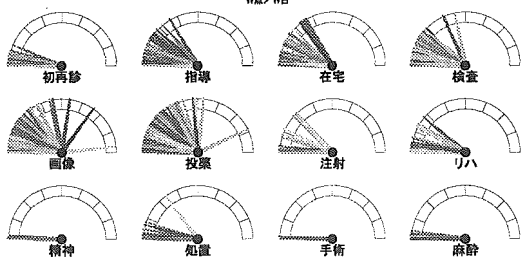 初再診 指導 在宅 検査
画像 投薬 注射 リハ
精神 処置 手術 麻酔